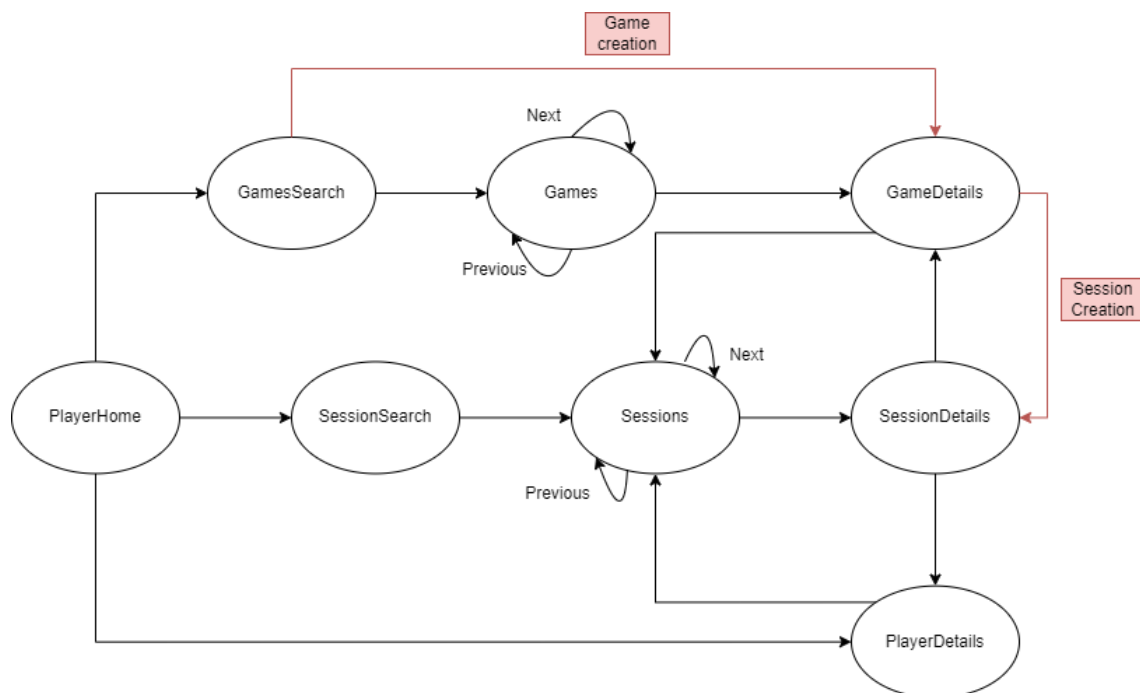 Game
creation
Next
GamesSearch
Games
GameDetails
Previous
Session
Creation
Next
PlayerHome
SessionSearch
Sessions
SessionDetails
Previous
PlayerDetails